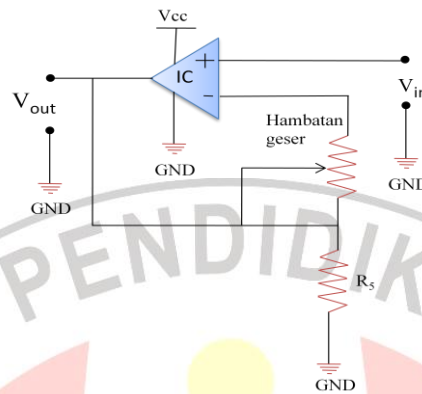 Vcc
IC
+
-
Vout
Vin
Hambatan
geser
GND
GND
GND
R5
GND
PENDIDIK